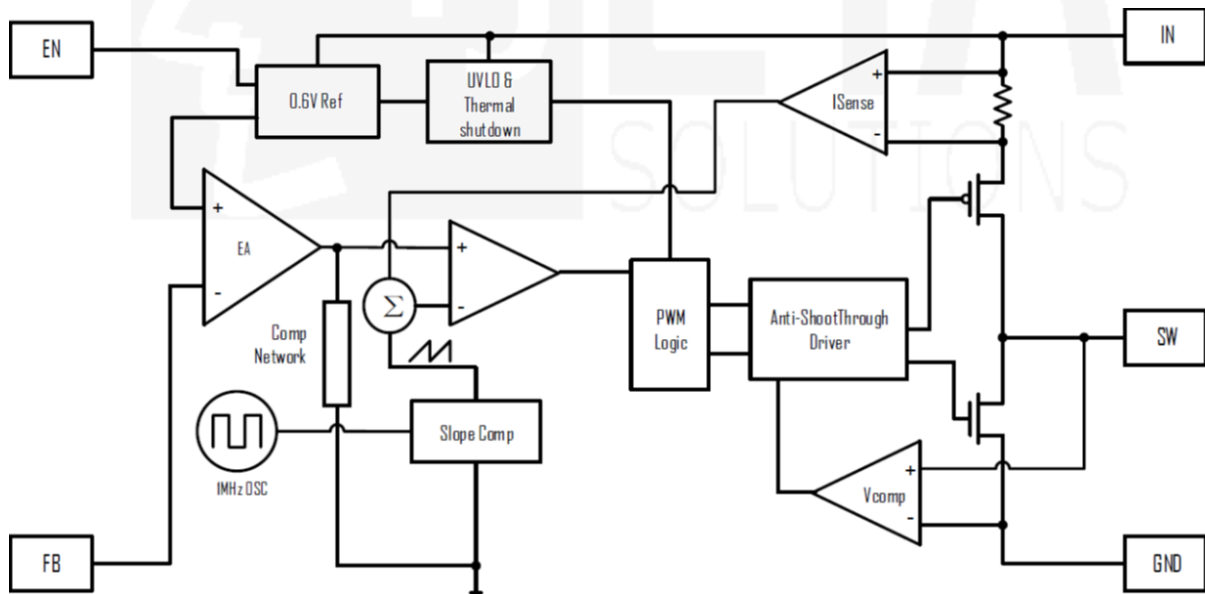 EN
IN
0.6V Ref
UVLO &
Thermal
shutdown
+
ISense
-
SOLUTIONS
+
EA
-
+
-
Σ
Comp
Network
PWM
Logic
Anti-ShootThrough
Driver
SW
Slope Comp
1MHz OSC
+
Vcomp
-
FB
GND